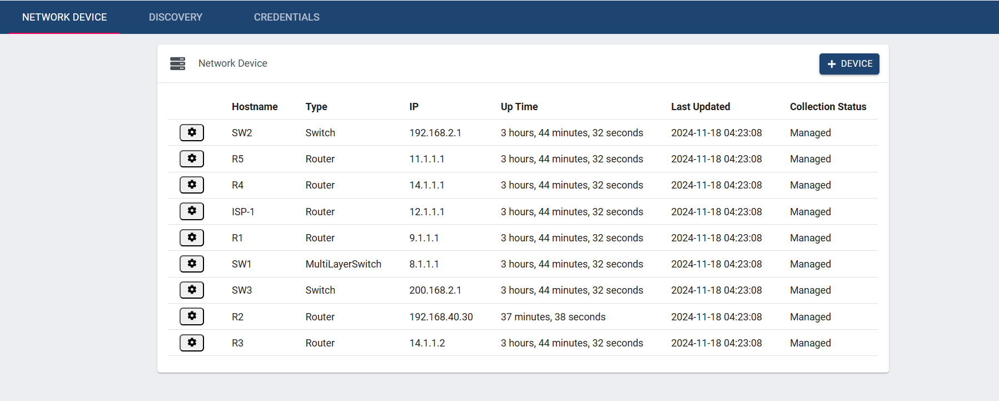 NETWORK DEVICE DISCOVERY CREDENTIALS
Network Device
DEVICE
Hostname Type IP Up Time Last Updated Collection Status
SW2 Switch 192.168.2.1 3 hours, 44 minutes, 32 seconds 2024-11-18 04:23:08 Managed
R5 Router 11.1.1.1 3 hours, 44 minutes, 32 seconds 2024-11-18 04:23:08 Managed
R4 Router 14.1.1.1 3 hours, 44 minutes, 32 seconds 2024-11-18 04:23:08 Managed
ISP-1 Router 12.1.1.1 3 hours, 44 minutes, 32 seconds 2024-11-18 04:23:08 Managed
R1 Router 9.1.1.1 3 hours, 44 minutes, 32 seconds 2024-11-18 04:23:08 Managed
SW1 MultiLayerSwitch 8.1.1.1 3 hours, 44 minutes, 32 seconds 2024-11-18 04:23:08 Managed
SW3 Switch 200.168.2.1 3 hours, 44 minutes, 32 seconds 2024-11-18 04:23:08 Managed
R2 Router 192.168.40.30 37 minutes, 38 seconds 2024-11-18 04:23:08 Managed
R3 Router 14.1.1.2 3 hours, 44 minutes, 32 seconds 2024-11-18 04:23:08 Managed